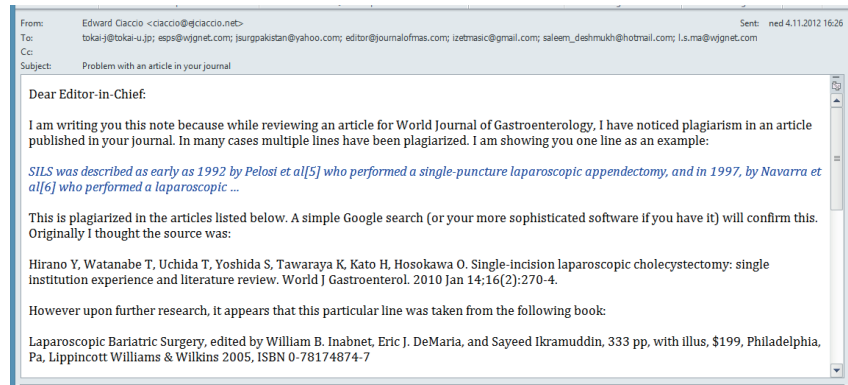 From: Edward Ciaccio <ciaccio@ejciaccio.net> Sent: ned 4.11.2012 16:26
To: tokai-j@tokai-u.jp; esps@wjgnet.com; jsurgpakistan@yahoo.com; editor@journalofmas.com; izetmasic@gmail.com; saleem_deshmukh@hotmail.com; l.s.ma@wjgnet.com
Cc:
Subject: Problem with an article in your journal
Dear Editor-in-Chief:
I am writing you this note because while reviewing an article for World Journal of Gastroenterology, I have noticed plagiarism in an article
published in your journal. In many cases multiple lines have been plagiarized. I am showing you one line as an example:
SILS was described as early as 1992 by Pelosi et al[5] who performed a single-puncture laparoscopic appendectomy, and in 1997, by Navarra et
al[6] who performed a laparoscopic ...
This is plagiarized in the articles listed below. A simple Google search (or your more sophisticated software if you have it) will confirm this.
Originally I thought the source was:
Hirano Y, Watanabe T, Uchida T, Yoshida S, Tawaraya K, Kato H, Hosokawa O. Single-incision laparoscopic cholecystectomy: single
institution experience and literature review. World J Gastroenterol. 2010 Jan 14;16(2):270-4.
However upon further research, it appears that this particular line was taken from the following book:
Laparoscopic Bariatric Surgery, edited by William B. Inabnet, Eric J. DeMaria, and Sayeed Ikramuddin, 333 pp, with illus, $199, Philadelphia,
Pa, Lippincott Williams & Wilkins 2005, ISBN 0-78174874-7